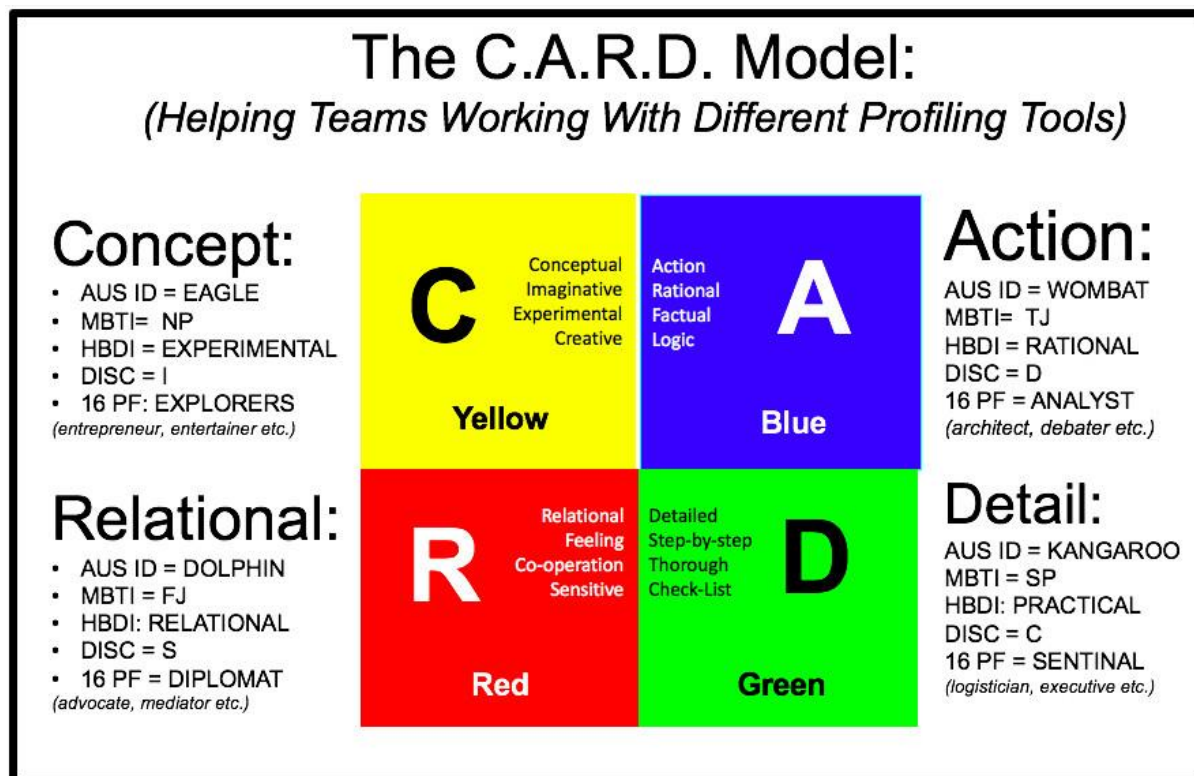 The C.A.R.D. Model:
(Helping Teams Working With Different Profiling Tools)
Concept:
• AUS ID = EAGLE
• MBTI= NP
• HBDI = EXPERIMENTAL
• DISC = I
• 16 PF: EXPLORERS
(entrepreneur, entertainer etc.)
C
Conceptual
Imaginative
Experimental
Creative
Yellow
Action
Rational
Factual
Logic
A
Blue
Action:
AUS ID = WOMBAT
MBTI= TJ
HBDI = RATIONAL
DISC = D
16 PF = ANALYST
(architect, debater etc.)
Relational:
• AUS ID = DOLPHIN
• MBTI = FJ
• HBDI: RELATIONAL
• DISC = S
• 16 PF = DIPLOMAT
(advocate, mediator etc.)
R
Relational
Feeling
Co-operation
Sensitive
Red
Detailed
Step-by-step
Thorough
Check-List
D
Green
Detail:
AUS ID = KANGAROO
MBTI = SP
HBDI: PRACTICAL
DISC = C
16 PF = SENTINAL
(logistician, executive etc.)